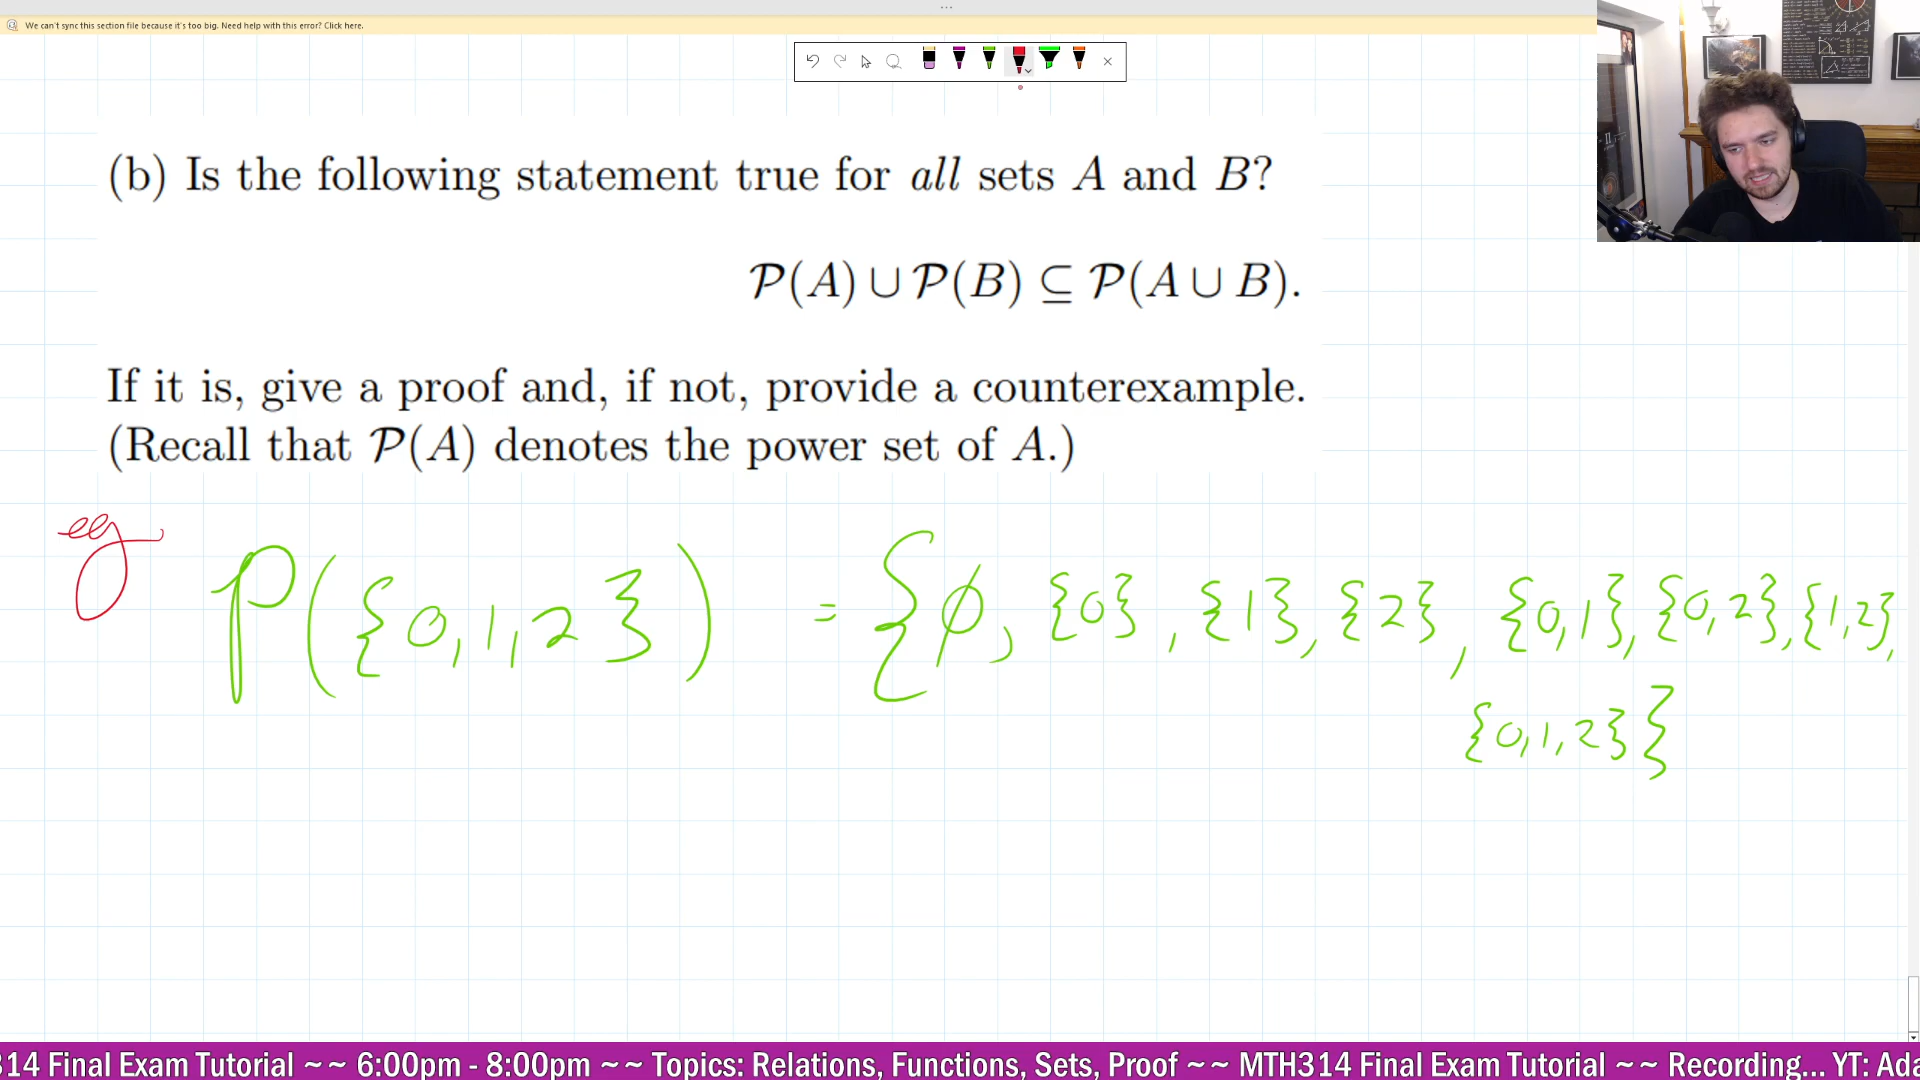 We can't sync this section file because it's too big. Need help with this error? Click here.
(b) Is the following statement true for all sets A and B?
𝒫(A) ∪ 𝒫(B) ⊆ 𝒫(A ∪ B).
If it is, give a proof and, if not, provide a counterexample.
(Recall that 𝒫(A) denotes the power set of A.)
eg
P({0,1,2}) = {∅, {0}, {1}, {2}, {0,1}, {0,2}, {1,2},
{0,1,2}}
314 Final Exam Tutorial ~~ 6:00pm - 8:00pm ~~ Topics: Relations, Functions, Sets, Proof ~~ MTH314 Final Exam Tutorial ~~ Recording... YT: Ada